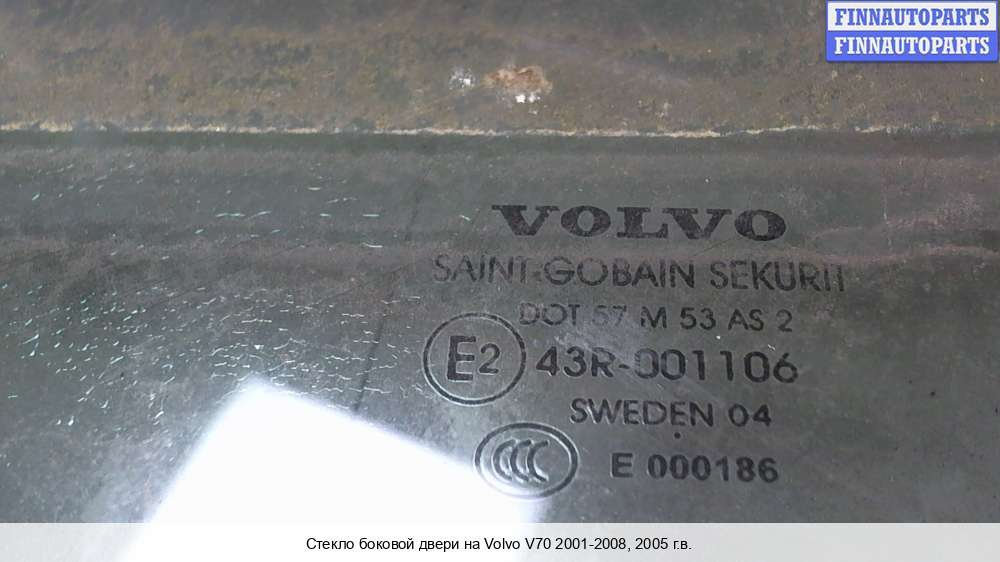 FINNAUTOPARTS
FINNAUTOPARTS
VOLVO
SAINT-GOBAIN SEKURIT
DOT 57 M 53 AS 2
E2 43R-001106
SWEDEN 04
CCC E 000186
Стекло боковой двери на Volvo V70 2001-2008, 2005 г.в.